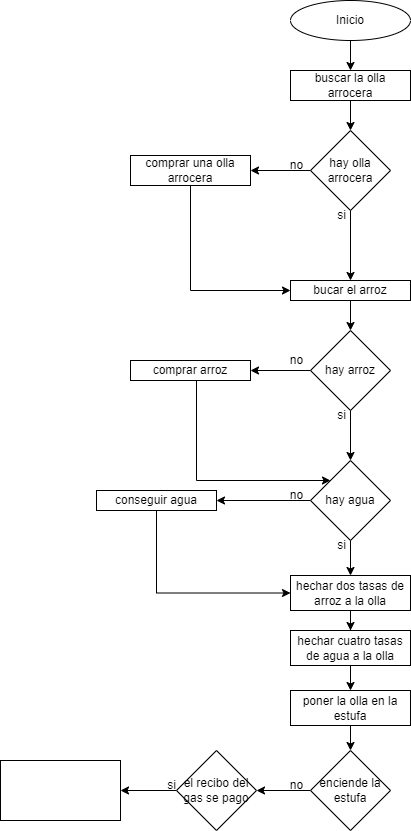 Inicio
buscar la olla
arrocera
hay olla
arrocera
no
comprar una olla
arrocera
si
bucar el arroz
hay arroz
no
comprar arroz
si
hay agua
no
conseguir agua
si
hechar dos tasas de
arroz a la olla
hechar cuatro tasas
de agua a la olla
poner la olla en la
estufa
enciende la
estufa
no
el recibo del
gas se pago
si